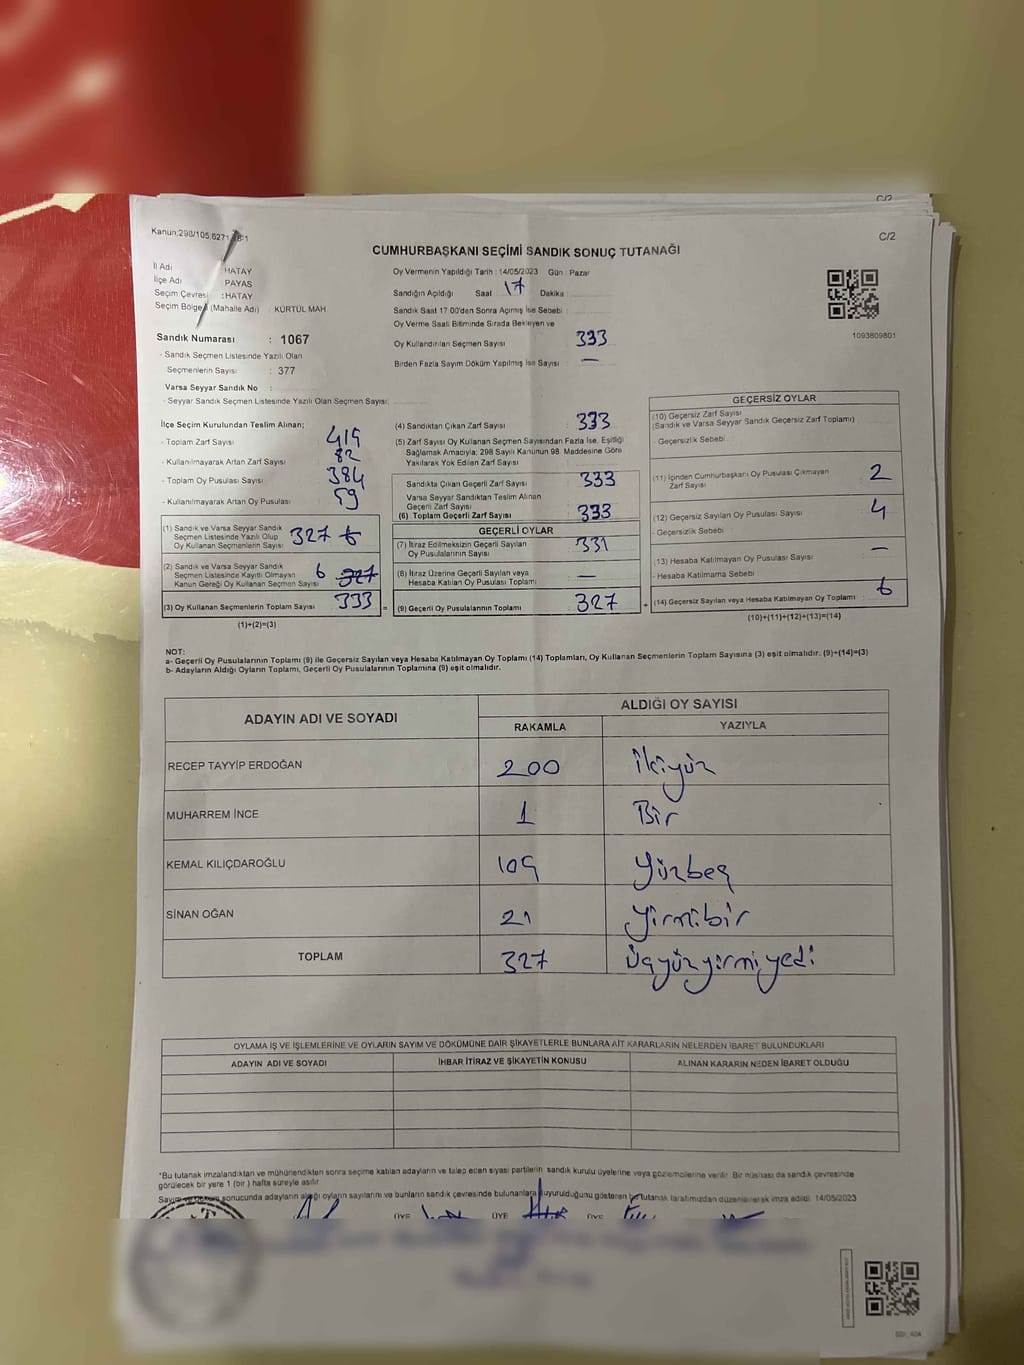 C/2
Kanun:298/105,6271
C/2
CUMHURBAŞKANI SEÇİMİ SANDIK SONUÇ TUTANAĞI
İl Adı HATAY
İlçe Adı PAYAS
Seçim Çevresi :HATAY
Seçim Bölgesi (Mahalle Adı) : KÜRTÜL MAH
Sandık Numarası : 1067
- Sandık Seçmen Listesinde Yazılı Olan
Seçmenlerin Sayısı : 377
Varsa Seyyar Sandık No :
- Seyyar Sandık Seçmen Listesinde Yazılı Olan Seçmen Sayısı:
Oy Vermenin Yapıldığı Tarih : 14/05/2023 Gün : Pazar
Sandığın Açıldığı Saat 17 Dakika
Sandık Saat 17.00'den Sonra Açılmış İse Sebebi :
Oy Verme Saati Bitiminde Sırada Bekleyen ve
Oy Kullandırılan Seçmen Sayısı : 333
Birden Fazla Sayım Döküm Yapılmış İse Sayısı : —
1093809801
İlçe Seçim Kurulundan Teslim Alınan;
- Toplam Zarf Sayısı : 419
- Kullanılmayarak Artan Zarf Sayısı : 82
- Toplam Oy Pusulası Sayısı : 384
- Kullanılmayarak Artan Oy Pusulası : 59
(1) Sandık ve Varsa Seyyar Sandık
Seçmen Listesinde Yazılı Olup
Oy Kullanan Seçmenlerin Sayısı 327 6
(2) Sandık ve Varsa Seyyar Sandık
Seçmen Listesinde Kayıtlı Olmayan
Kanun Gereği Oy Kullanan Seçmen Sayısı 6 327
(3) Oy Kullanan Seçmenlerin Toplam Sayısı 333 =
(1)+(2)=(3)
(4) Sandıktan Çıkan Zarf Sayısı : 333
(5) Zarf Sayısı Oy Kullanan Seçmen Sayısından Fazla İse, Eşitliği
Sağlamak Amacıyla, 298 Sayılı Kanunun 98. Maddesine Göre
Yakılarak Yok Edilen Zarf Sayısı
Sandıkta Çıkan Geçerli Zarf Sayısı : 333
Varsa Seyyar Sandıktan Teslim Alınan
Geçerli Zarf Sayısı
(6) Toplam Geçerli Zarf Sayısı : 333
GEÇERLİ OYLAR
(7) İtiraz Edilmeksizin Geçerli Sayılan
Oy Pusulalarının Sayısı : 331
(8) İtiraz Üzerine Geçerli Sayılan veya
Hesaba Katılan Oy Pusulası Toplamı : —
(9) Geçerli Oy Pusulalarının Toplamı : 327 +
GEÇERSİZ OYLAR
(10) Geçersiz Zarf Sayısı
(Sandık ve Varsa Seyyar Sandık Geçersiz Zarf Toplamı)
- Geçersizlik Sebebi :
(11) İçinden Cumhurbaşkanı Oy Pusulası Çıkmayan
Zarf Sayısı : 2
(12) Geçersiz Sayılan Oy Pusulası Sayısı : 4
- Geçersizlik Sebebi :
(13) Hesaba Katılmayan Oy Pusulası Sayısı : —
- Hesaba Katılmama Sebebi :
(14) Geçersiz Sayılan veya Hesaba Katılmayan Oy Toplamı : 6
(10)+(11)+(12)+(13)=(14)
NOT:
a- Geçerli Oy Pusulalarının Toplamı (9) ile Geçersiz Sayılan veya Hesaba Katılmayan Oy Toplamı (14) Toplamları, Oy Kullanan Seçmenlerin Toplam Sayısına (3) eşit olmalıdır. (9)+(14)=(3)
b- Adayların Aldığı Oyların Toplamı, Geçerli Oy Pusulalarının Toplamına (9) eşit olmalıdır.
ADAYIN ADI VE SOYADI ALDIĞI OY SAYISI
RAKAMLA YAZIYLA
RECEP TAYYİP ERDOĞAN 200 İkiyüz
MUHARREM İNCE 1 Bir
KEMAL KILIÇDAROĞLU 105 Yüzbeş
SİNAN OĞAN 21 Yirmibir
TOPLAM 327 Üçyüzyirmiyedi
OYLAMA İŞ VE İŞLEMLERİNE VE OYLARIN SAYIM VE DÖKÜMÜNE DAİR ŞİKAYETLERLE BUNLARA AİT KARARLARIN NELERDEN İBARET BULUNDUKLARI
ADAYIN ADI VE SOYADI İHBAR İTİRAZ VE ŞİKAYETİN KONUSU ALINAN KARARIN NEDEN İBARET OLDUĞU
*Bu tutanak imzalandıktan ve mühürlendikten sonra seçime katılan adayların ve talep eden siyasi partilerin sandık kurulu üyelerine veya gözlemcilerine verilir. Bir nüshası da sandık çevresinde
görülecek bir yere 1 (bir ) hafta süreyle asılır.
Sayım ve döküm sonucunda adayların aldığı oyların sayılarını ve bunların sandık çevresinde bulunanlara duyurulduğunu gösteren bu tutanak tarafımızdan düzenlenerek imza edildi. 14/05/2023
ÜYE ÜYE ÜYE